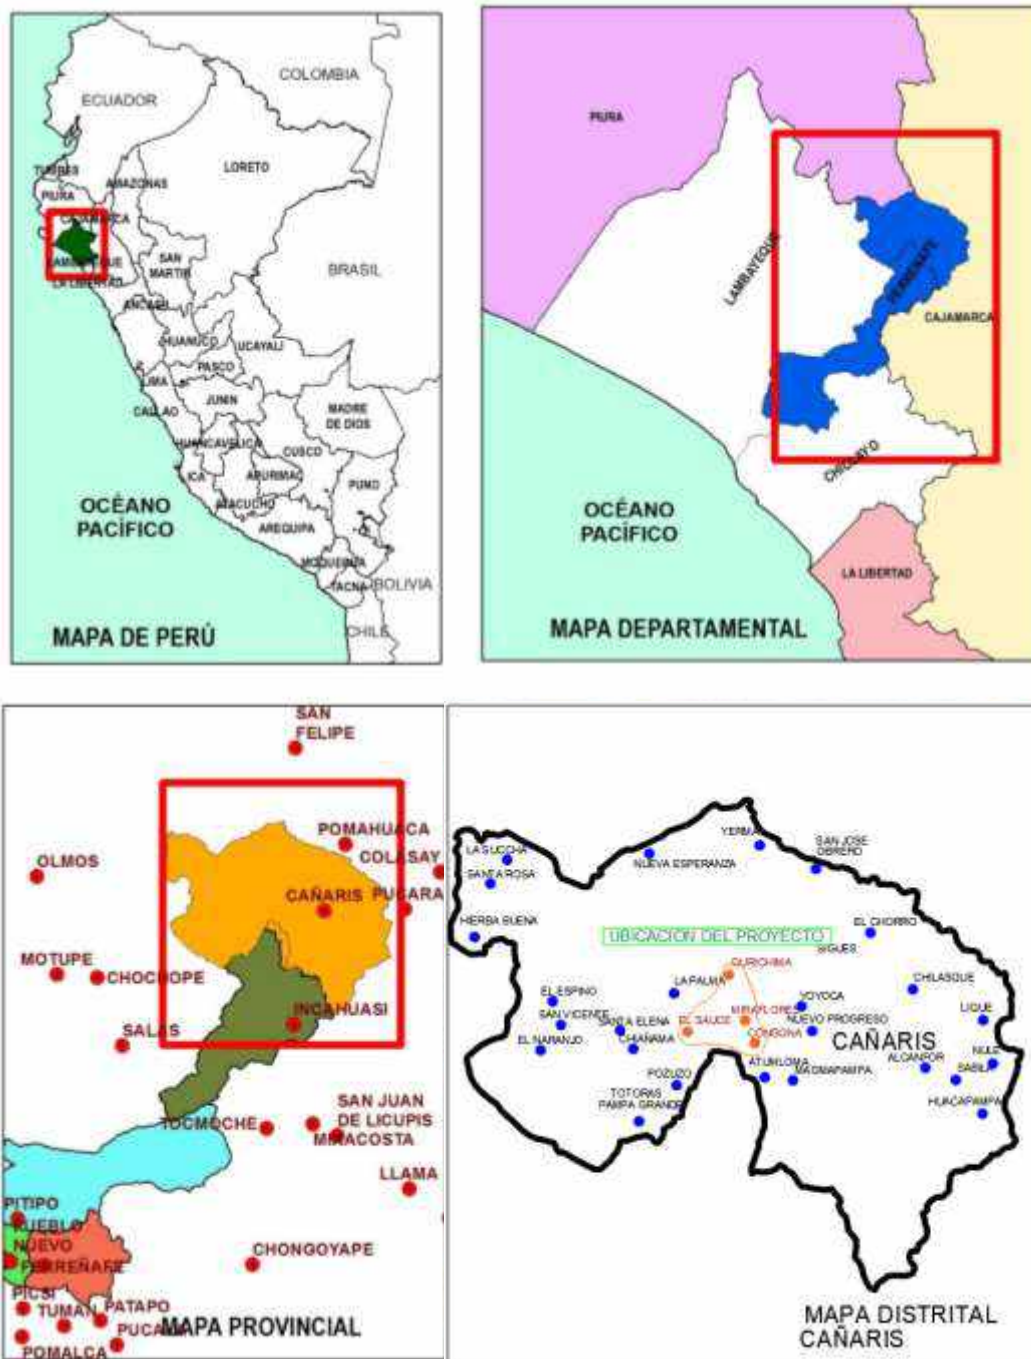 COLOMBIA
ECUADOR
LORETO
TUMBES
AMAZONAS
PIURA
CAJAMARCA
LAMBAYEQUE
SAN
MARTIN
BRASIL
LA LIBERTAD
ANCASH
HUANUCO
UCAYALI
PASCO
LIMA
JUNIN
CALLAO
MADRE
DE DIOS
HUANCAVELICA
CUSCO
ICA
APURIMAC
PUNO
AYACUCHO
OCÉANO
PACÍFICO
AREQUIPA
MOQUEGUA
TACNA
BOLIVIA
CHILE
MAPA DE PERÚ
PIURA
LAMBAYEQUE
FERREÑAFE
CAJAMARCA
CHICLAYO
OCÉANO
PACÍFICO
LA LIBERTAD
MAPA DEPARTAMENTAL
SAN
FELIPE
POMAHUACA
OLMOS
COLASAY
CAÑARIS
PUCARA
MOTUPE
CHOCHOPE
INCAHUASI
SALAS
SAN JUAN
DE LICUPIS
TOCMOCHE
MIRACOSTA
LLAMA
PITIPO
PUEBLO
NUEVO
FERREÑAFE
CHONGOYAPE
PICSI
TUMAN
PATAPO
PUCALA
POMALCA
MAPA PROVINCIAL
YERMA
LA SUCCHA
NUEVA ESPERANZA
SAN JOSE
OBRERO
SANTA ROSA
HIERBA BUENA
EL CHORRO
UBICACION DEL PROYECTO
SIGUES
QURICHIMA
LA PALMA
CHILASQUE
EL ESPINO
YOYOCA
LIQUE
SAN VICENTE
SANTA ELENA
EL SAUCE
MIRAFLORES
NUEVO PROGRESO
EL NARANJO
CHIÑAMA
CONGONA
CAÑARIS
ALCANFOR
NULE
SABILA
POZUZO
ATUMLOMA
MAGMAPAMPA
TOTORAS
PAMPA GRANDE
HUACAPAMPA
MAPA DISTRITAL
CAÑARIS